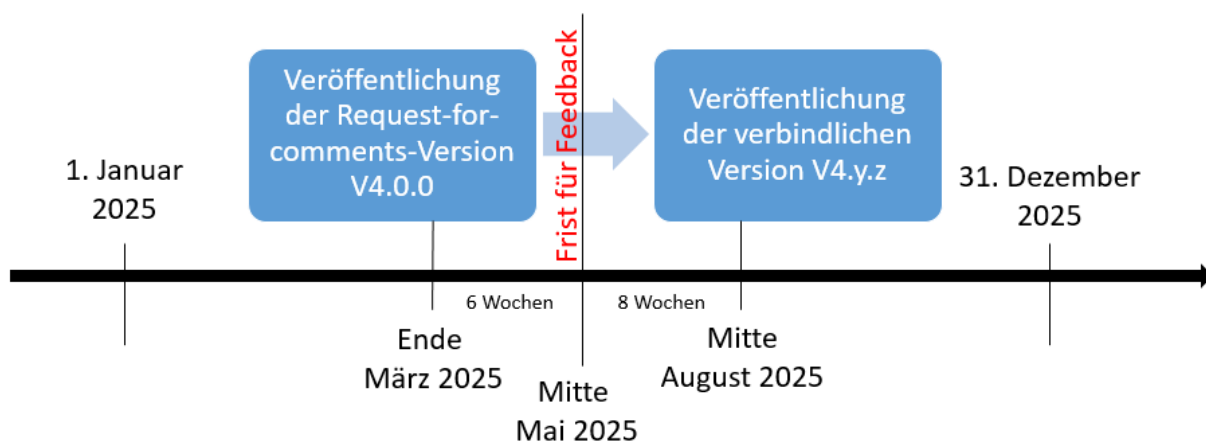 Veröffentlichung
der Request-for-
comments-Version
V4.0.0
Frist für Feedback
Veröffentlichung
der verbindlichen
Version V4.y.z
1. Januar
2025
31. Dezember
2025
6 Wochen
8 Wochen
Ende
März 2025
Mitte
Mai 2025
Mitte
August 2025